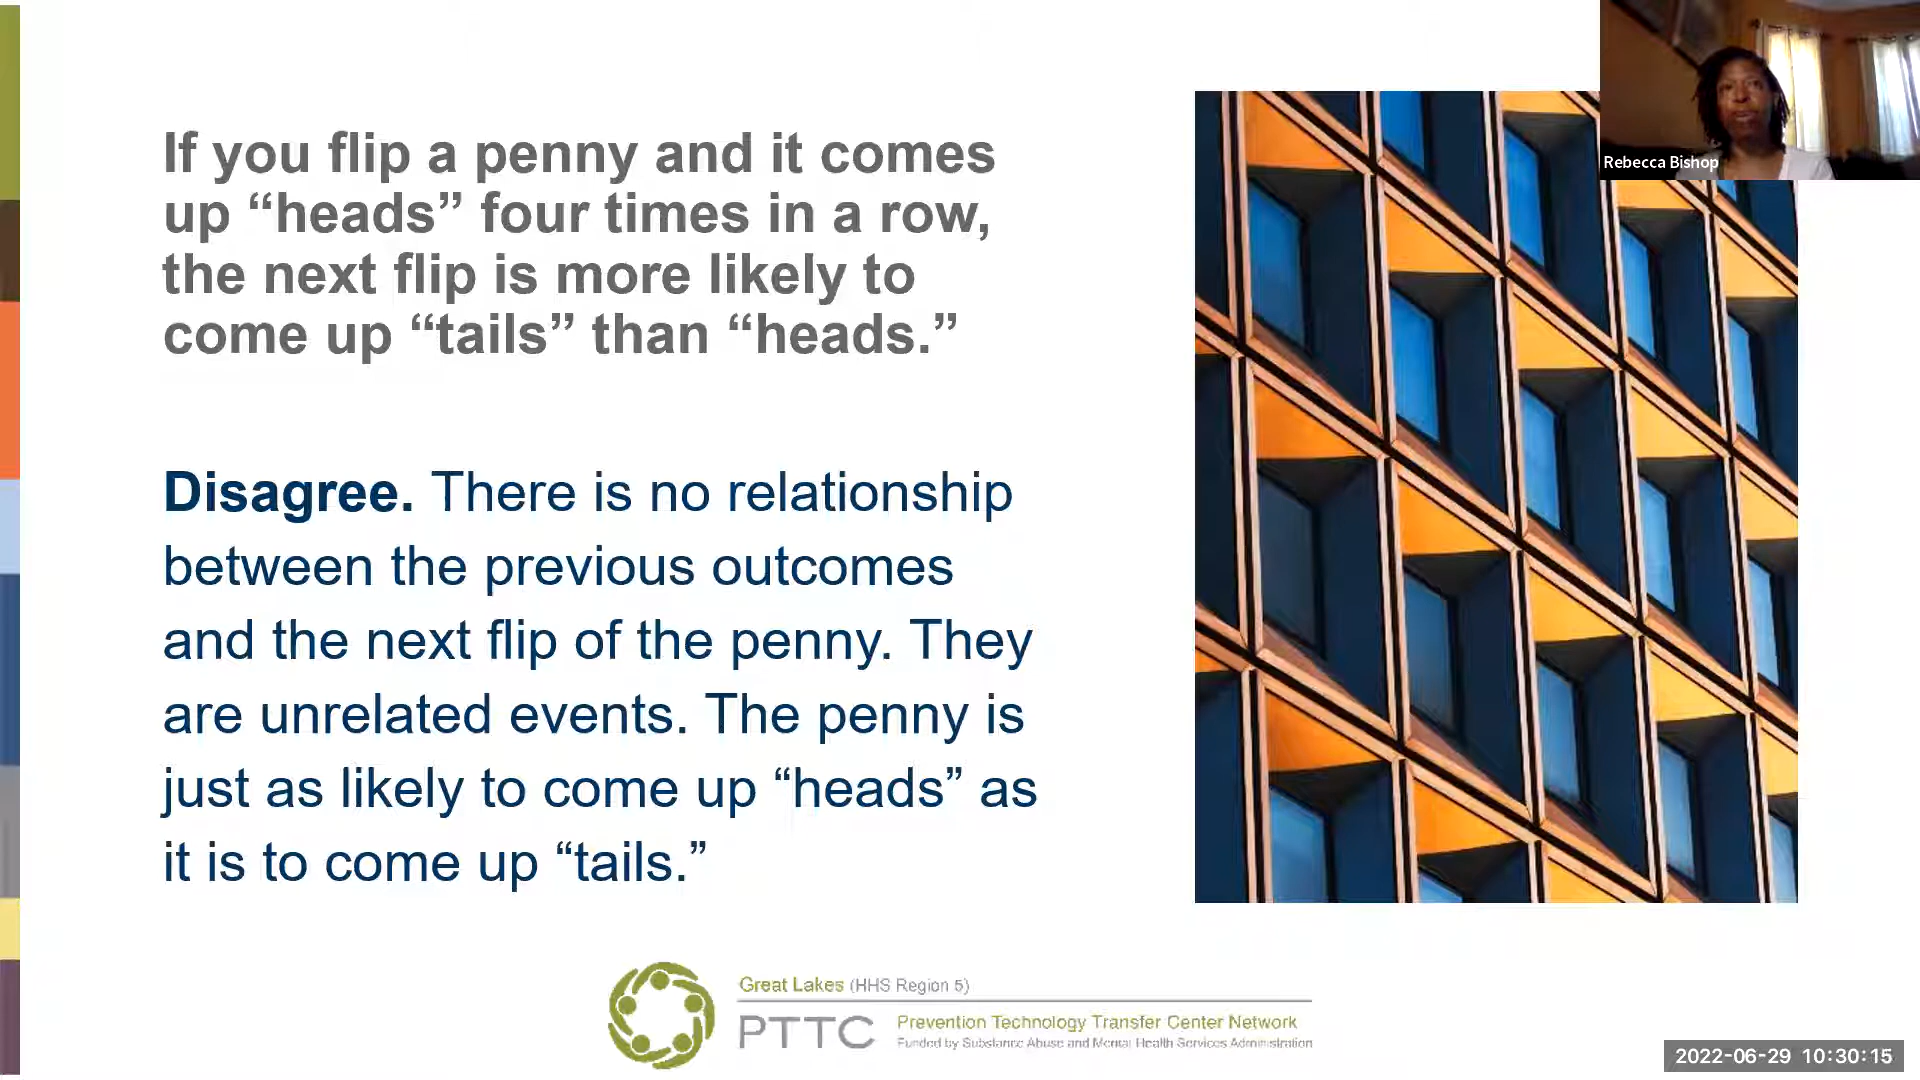 If you flip a penny and it comes
up “heads” four times in a row,
the next flip is more likely to
come up “tails” than “heads.”
Disagree. There is no relationship
between the previous outcomes
and the next flip of the penny. They
are unrelated events. The penny is
just as likely to come up “heads” as
it is to come up “tails.”
Rebecca Bishop
Great Lakes (HHS Region 5)
PTTC
Prevention Technology Transfer Center Network
Funded by Substance Abuse and Mental Health Services Administration
2022-06-29 10:30:15